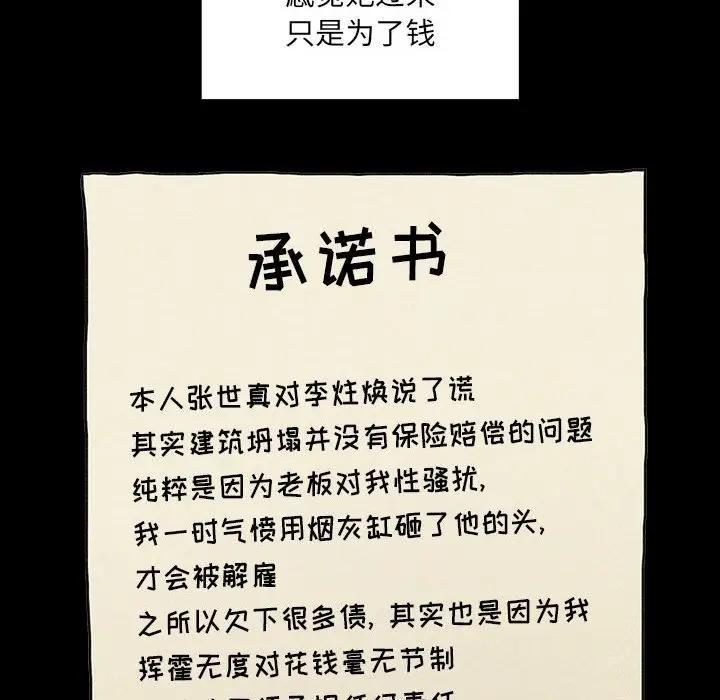 只是为了钱
承诺书
本人张世真对李炷焕说了谎
其实建筑坍塌并没有保险赔偿的问题
纯粹是因为老板对我性骚扰,
我一时气愤用烟灰缸砸了他的头,
才会被解雇
之所以欠下很多债, 其实也是因为我
挥霍无度对花钱毫无节制